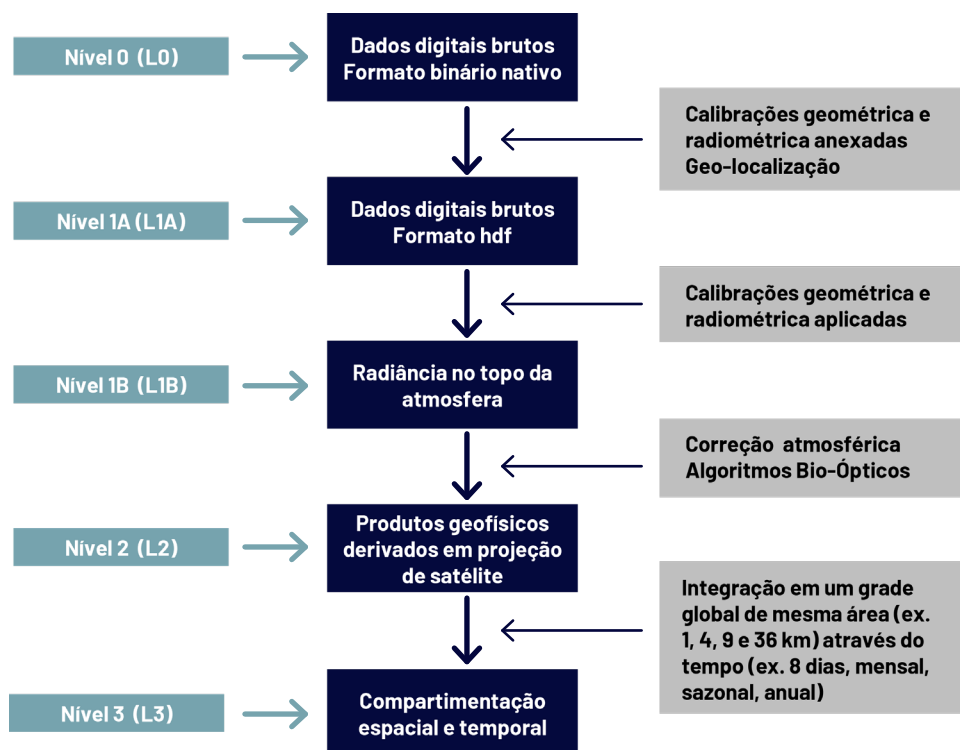 Nível 0 (L0)
Dados digitais brutos
Formato binário nativo
Calibrações geométrica e
radiométrica anexadas
Geo-localização
Nível 1A (L1A)
Dados digitais brutos
Formato hdf
Calibrações geométrica e
radiométrica aplicadas
Nível 1B (L1B)
Radiância no topo da
atmosfera
Correção atmosférica
Algoritmos Bio-Ópticos
Nível 2 (L2)
Produtos geofísicos
derivados em projeção
de satélite
Integração em um grade
global de mesma área (ex.
1, 4, 9 e 36 km) através do
tempo (ex. 8 dias, mensal,
sazonal, anual)
Nível 3 (L3)
Compartimentação
espacial e temporal